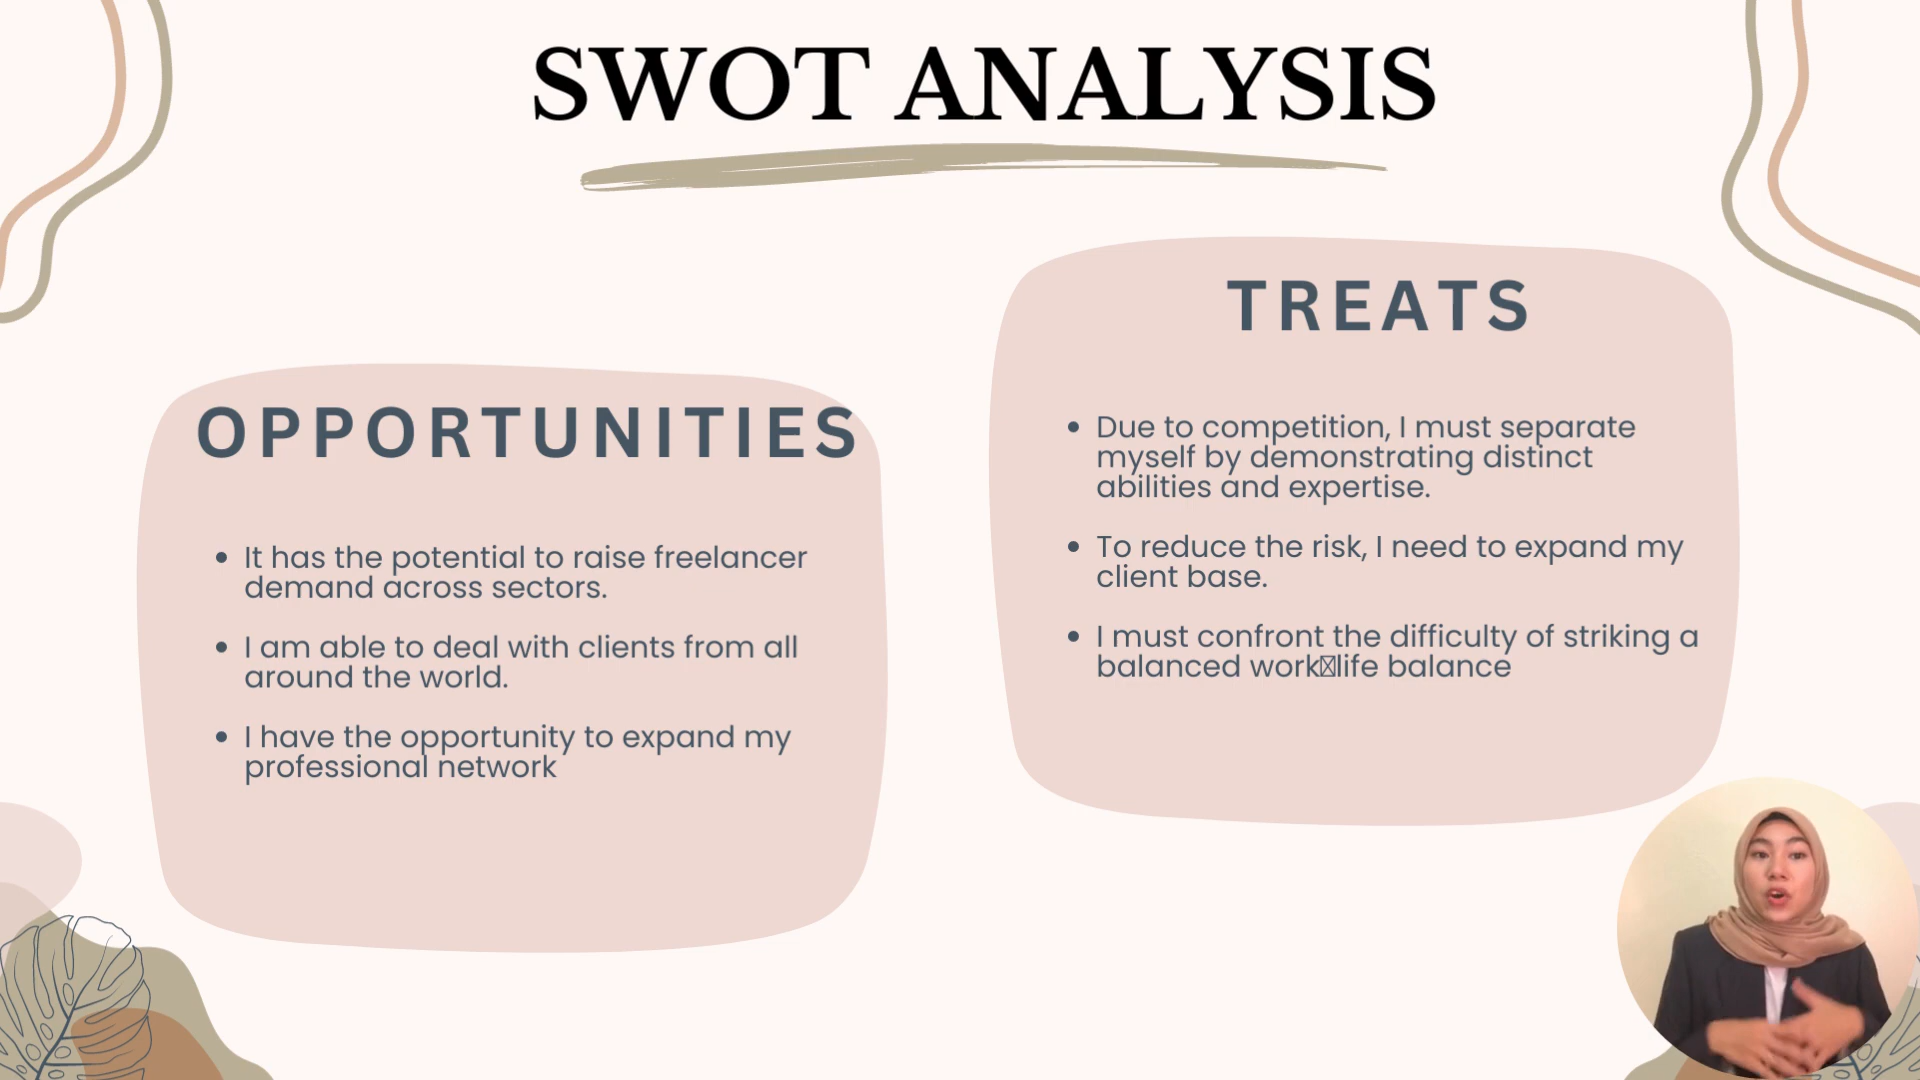 SWOT ANALYSIS
OPPORTUNITIES
It has the potential to raise freelancer
demand across sectors.
I am able to deal with clients from all
around the world.
I have the opportunity to expand my
professional network
TREATS
Due to competition, I must separate
myself by demonstrating distinct
abilities and expertise.
To reduce the risk, I need to expand my
client base.
I must confront the difficulty of striking a
balanced work☒life balance